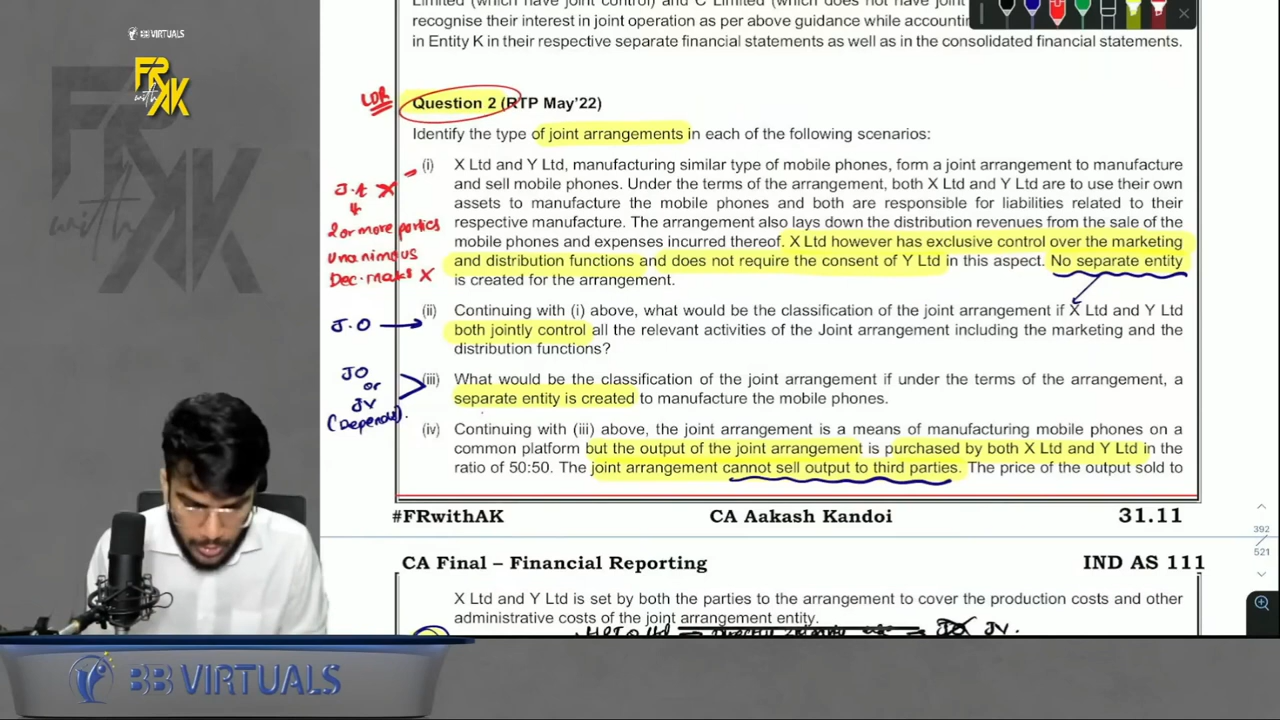 Limited (which have joint control) and C Limited (which does not have joint
recognise their interest in joint operation as per above guidance while accountin
in Entity K in their respective separate financial statements as well as in the consolidated financial statements.
BB VIRTUALS
FR
with
AK
LDR
Question 2 (RTP May'22)
Identify the type of joint arrangements in each of the following scenarios:
(i) X Ltd and Y Ltd, manufacturing similar type of mobile phones, form a joint arrangement to manufacture
and sell mobile phones. Under the terms of the arrangement, both X Ltd and Y Ltd are to use their own
assets to manufacture the mobile phones and both are responsible for liabilities related to their
respective manufacture. The arrangement also lays down the distribution revenues from the sale of the
mobile phones and expenses incurred thereof. X Ltd however has exclusive control over the marketing
and distribution functions and does not require the consent of Y Ltd in this aspect. No separate entity
is created for the arrangement.
J.A X
2 or more parties
Unanimous
Dec. makg X
(ii) Continuing with (i) above, what would be the classification of the joint arrangement if X Ltd and Y Ltd
both jointly control all the relevant activities of the Joint arrangement including the marketing and the
distribution functions?
J.O
(iii) What would be the classification of the joint arrangement if under the terms of the arrangement, a
separate entity is created to manufacture the mobile phones.
JO
or
JV
(Depends).
(iv) Continuing with (iii) above, the joint arrangement is a means of manufacturing mobile phones on a
common platform but the output of the joint arrangement is purchased by both X Ltd and Y Ltd in the
ratio of 50:50. The joint arrangement cannot sell output to third parties. The price of the output sold to
#FRwithAK CA Aakash Kandoi 31.11
CA Final – Financial Reporting IND AS 111
X Ltd and Y Ltd is set by both the parties to the arrangement to cover the production costs and other
administrative costs of the joint arrangement entity.
JV.
392
521
BB VIRTUALS